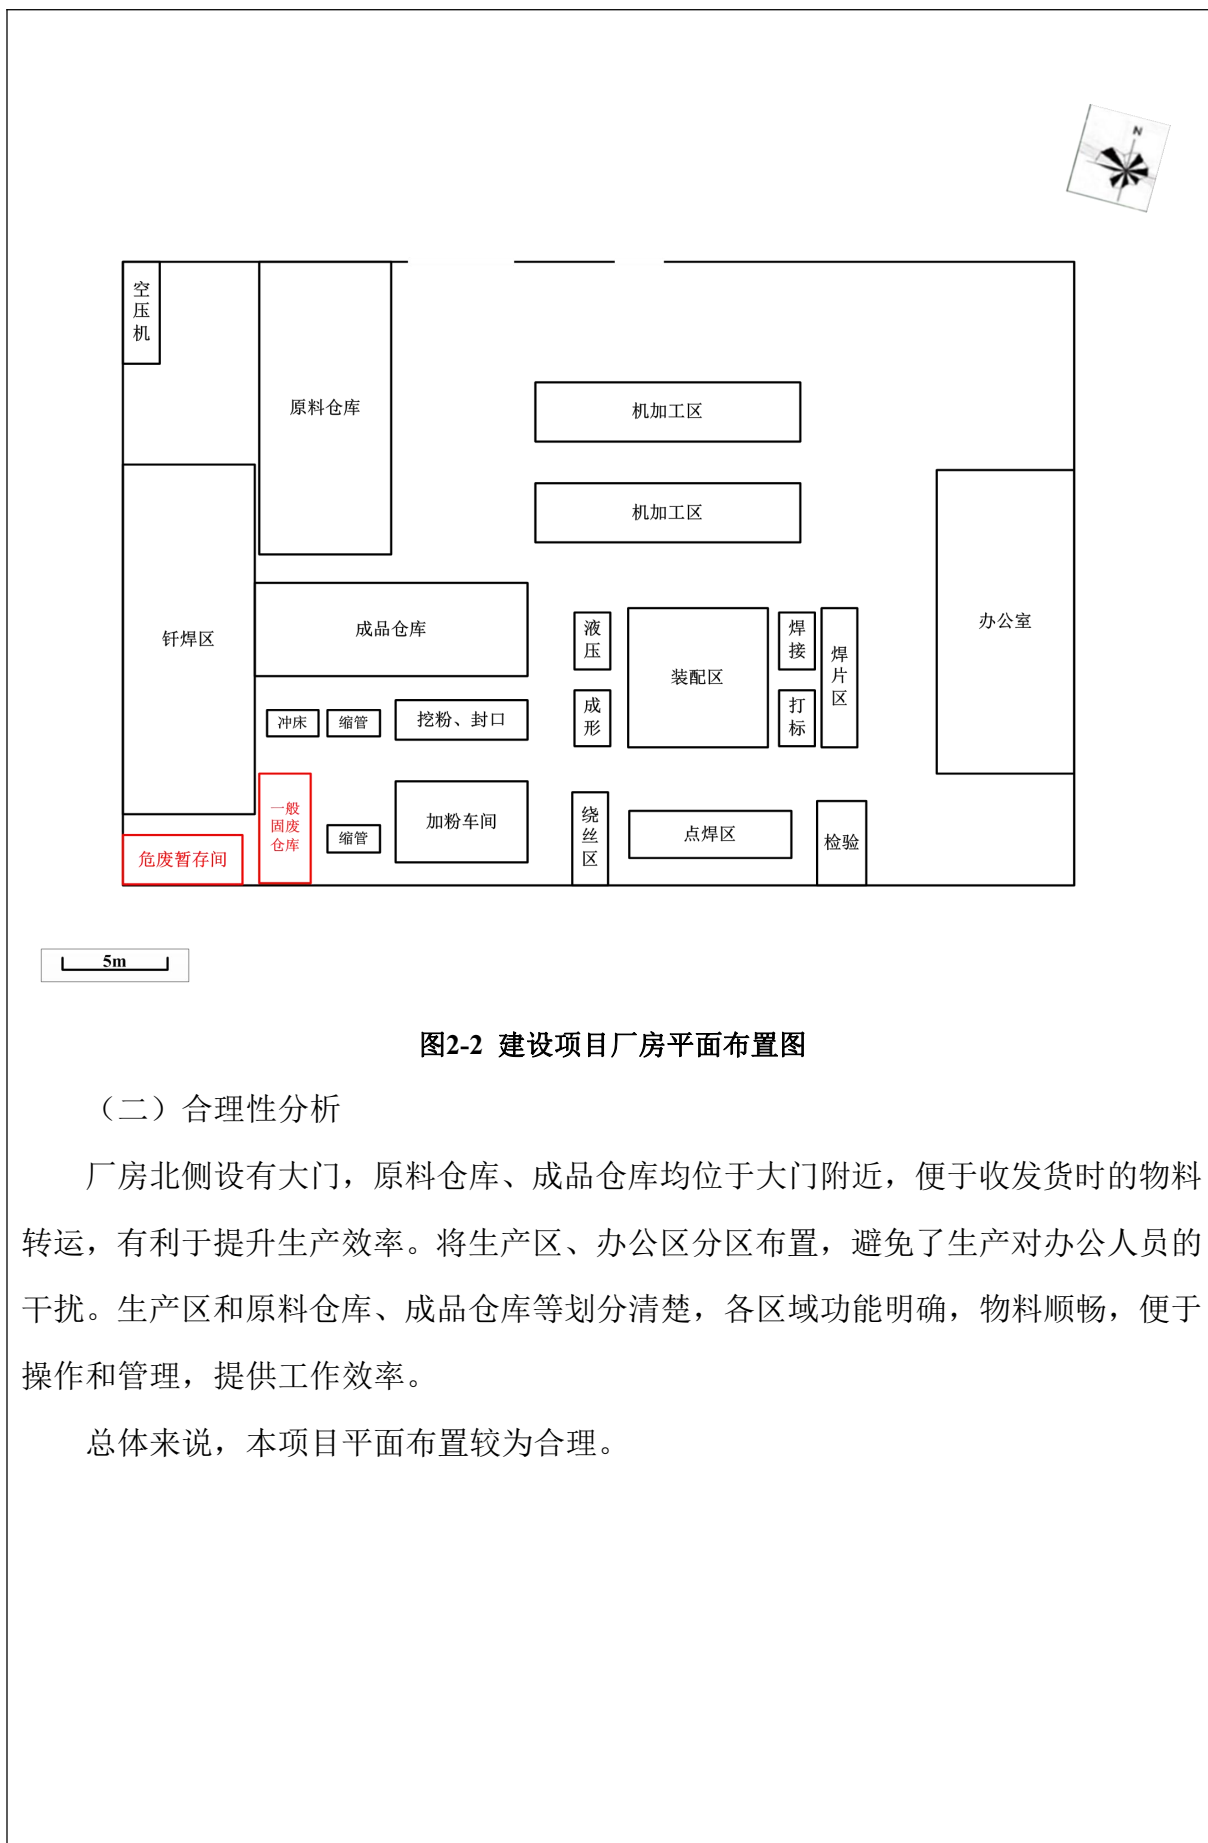 N
空
压
机
原料仓库
机加工区
机加工区
钎焊区
成品仓库
液
压
装配区
焊
接
焊
片
区
办公室
冲床
缩管
挖粉、封口
成
形
打
标
一般
固废
仓库
缩管
加粉车间
绕
丝
区
点焊区
检验
危废暂存间
5m
图2-2 建设项目厂房平面布置图
（二）合理性分析
厂房北侧设有大门，原料仓库、成品仓库均位于大门附近，便于收发货时的物料
转运，有利于提升生产效率。将生产区、办公区分区布置，避免了生产对办公人员的
干扰。生产区和原料仓库、成品仓库等划分清楚，各区域功能明确，物料顺畅，便于
操作和管理，提供工作效率。
总体来说，本项目平面布置较为合理。